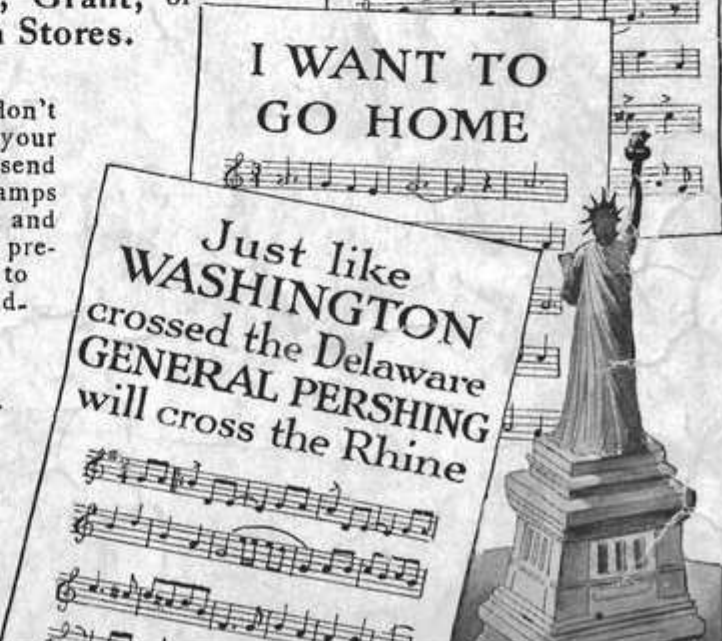 Grant, or
Stores.
don't
your
send
and
pre-
to
I WANT TO
GO HOME
Just like
WASHINGTON
crossed the Delaware
GENERAL PERSHING
will cross the Rhine